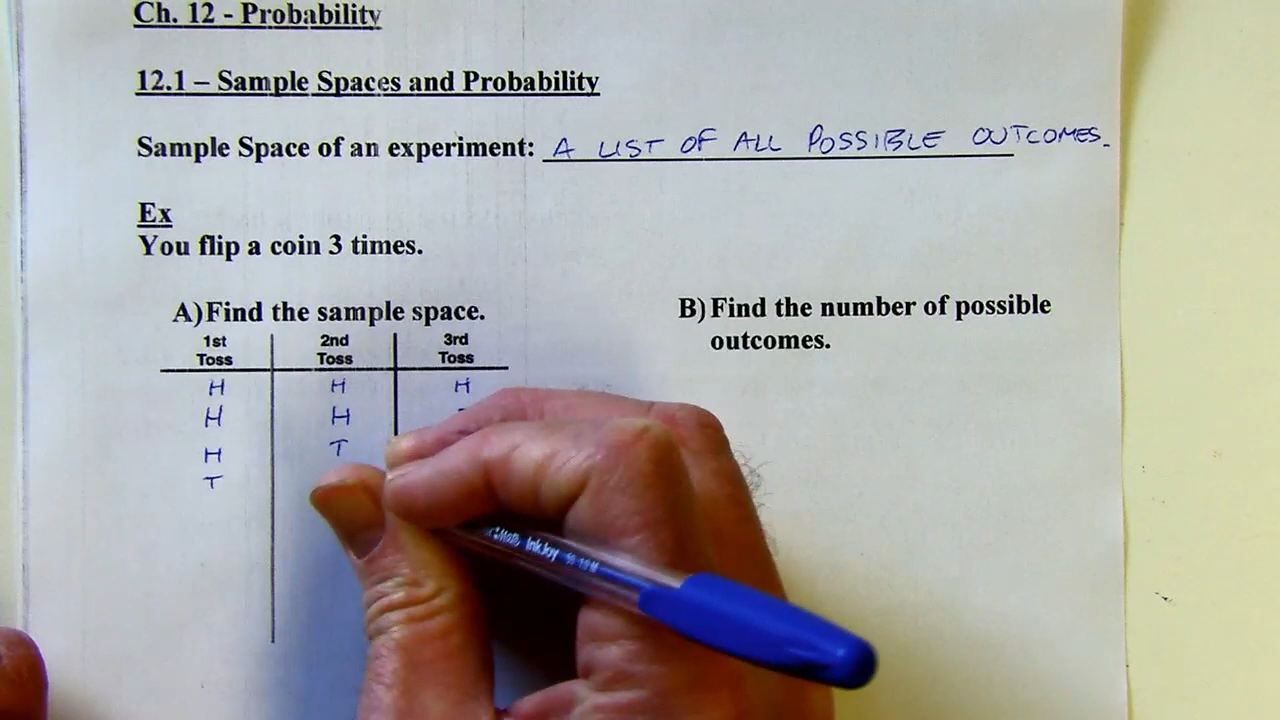 Ch. 12 - Probability
12.1 – Sample Spaces and Probability
Sample Space of an experiment: A LIST OF ALL POSSIBLE OUTCOMES.
Ex
You flip a coin 3 times.
A) Find the sample space.
1st Toss 2nd Toss 3rd Toss
H H H
H H
H T
T
B) Find the number of possible
outcomes.
InkJoy